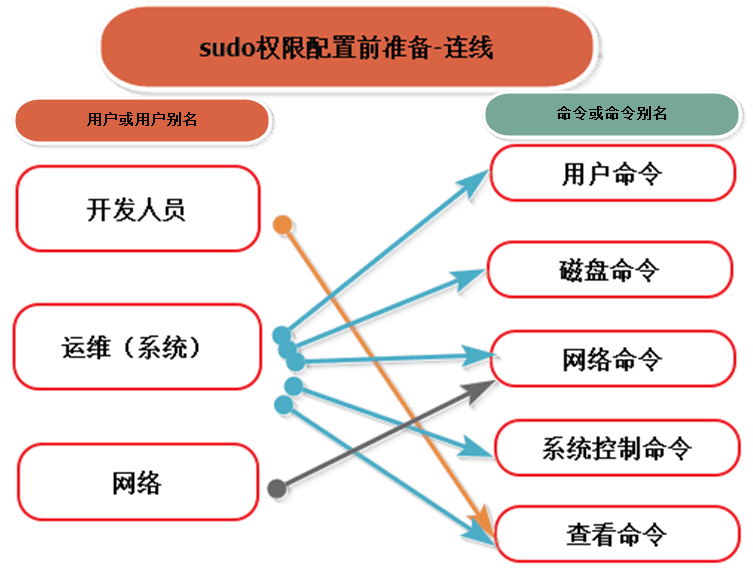 sudo权限配置前准备-连线
用户或用户别名
命令或命令别名
开发人员
用户命令
磁盘命令
运维（系统）
网络命令
系统控制命令
网络
查看命令